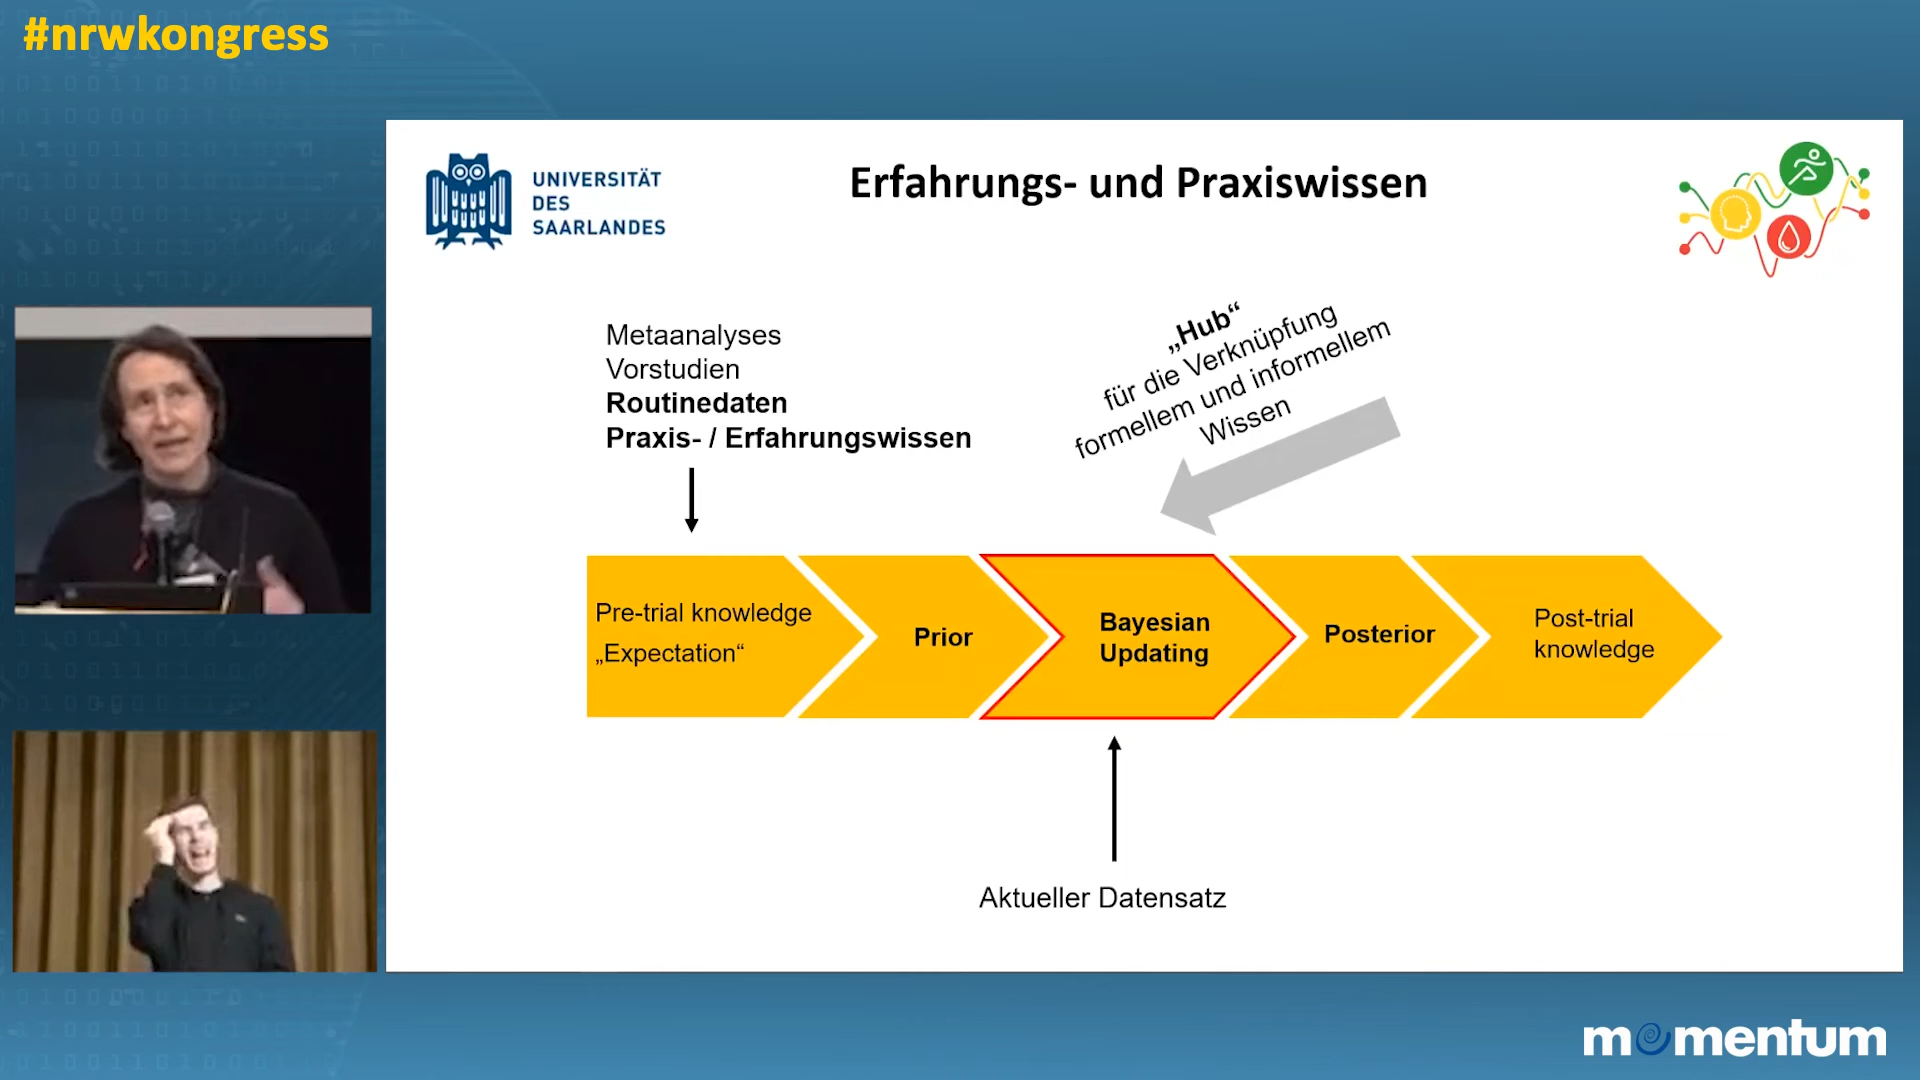 #nrwkongress
UNIVERSITÄT
DES
SAARLANDES
Erfahrungs- und Praxiswissen
Metaanalyses
Vorstudien
Routinedaten
Praxis- / Erfahrungswissen
„Hub“
für die Verknüpfung
formellem und informellem
Wissen
Pre-trial knowledge
„Expectation“
Prior
Bayesian
Updating
Posterior
Post-trial
knowledge
Aktueller Datensatz
momentum